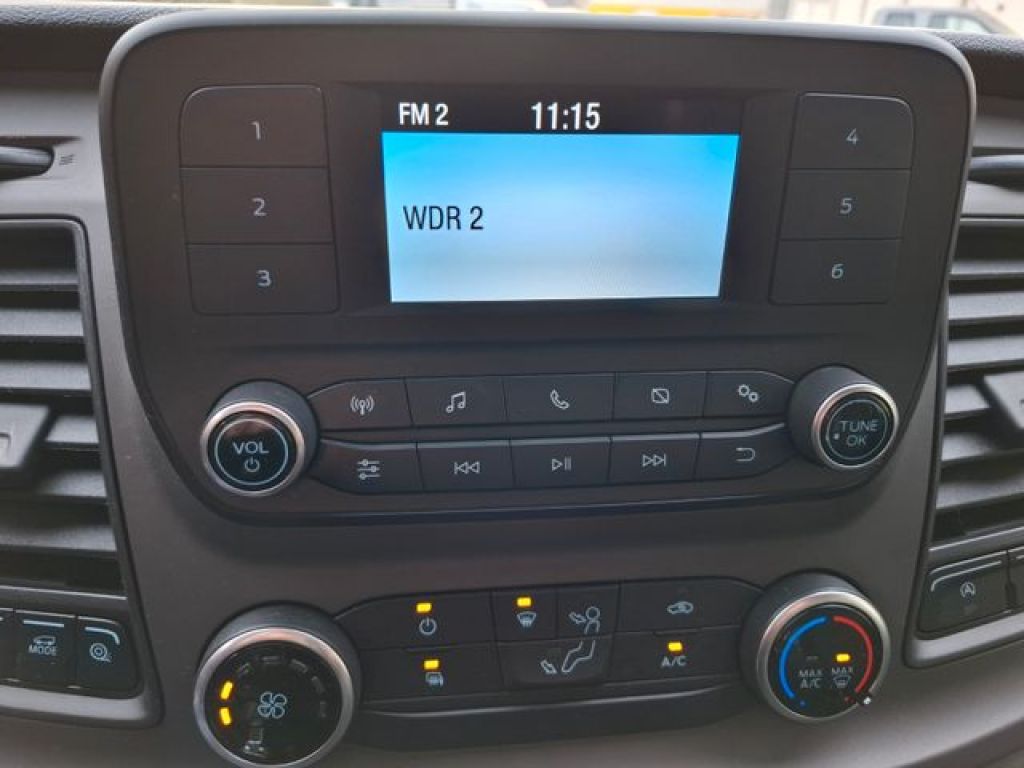 FM 2 11:15
1
4
WDR 2
2
5
3
6
VOL
TUNE
OK
A/C
MODE
MAX
A/C
MAX